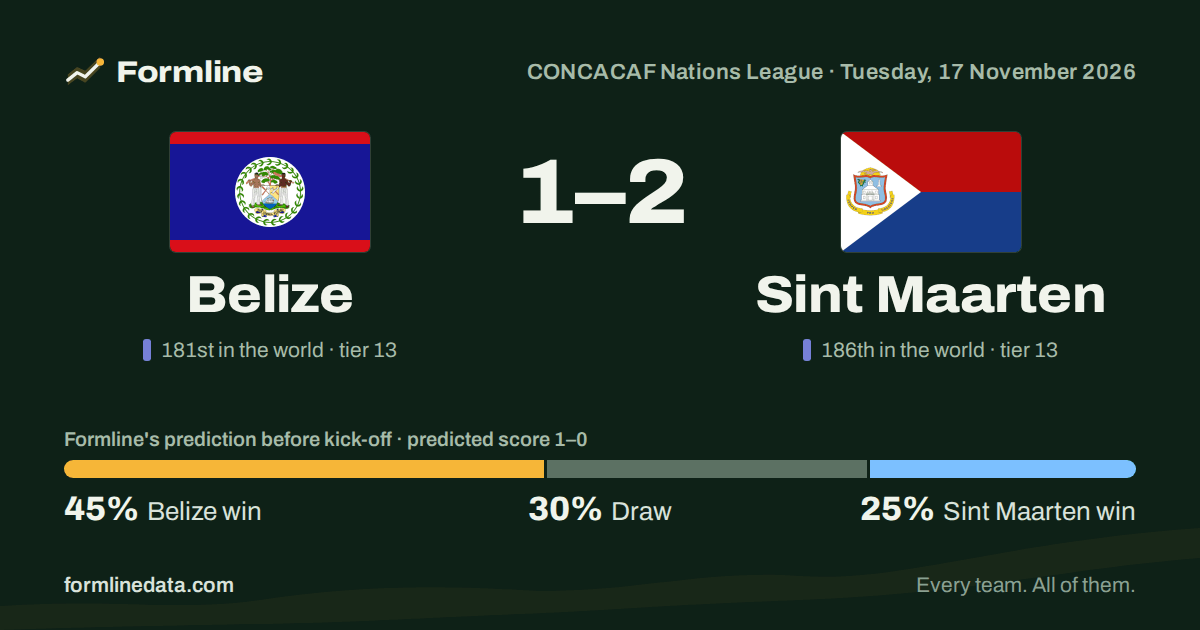 Formline
CONCACAF Nations League · Tuesday, 17 November 2026
1–2
Belize
Sint Maarten
181st in the world · tier 13
186th in the world · tier 13
Formline's prediction before kick-off · predicted score 1–0
45% Belize win
30% Draw
25% Sint Maarten win
formlinedata.com
Every team. All of them.